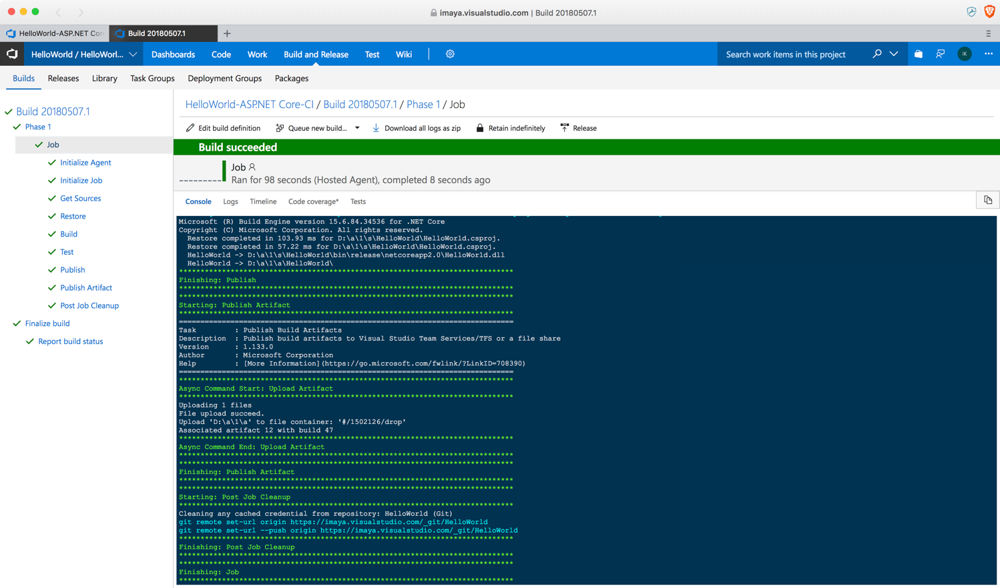 imaya.visualstudio.com | Build 20180507.1
HelloWorld-ASP.NET Co
Build 20180507.1
HelloWorld / HelloWorl...
Dashboards
Code
Work
Build and Release
Test
Wiki
Search work items in this project
IK
Builds
Releases
Library
Task Groups
Deployment Groups
Packages
Build 20180507.1
Phase 1
Job
Initialize Agent
Initialize Job
Get Sources
Restore
Build
Test
Publish
Publish Artifact
Post Job Cleanup
Finalize build
Report build status
HelloWorld-ASP.NET Core-CI / Build 20180507.1 / Phase 1 / Job
Edit build definition
Queue new build...
Download all logs as zip
Retain indefinitely
Release
Build succeeded
Job
Ran for 98 seconds (Hosted Agent), completed 8 seconds ago
Console
Logs
Timeline
Code coverage*
Tests
Microsoft (R) Build Engine version 15.6.84.34536 for .NET Core
Copyright (C) Microsoft Corporation. All rights reserved.
Restore completed in 103.93 ms for D:\a\1\s\HelloWorld\HelloWorld.csproj.
Restore completed in 57.22 ms for D:\a\1\s\HelloWorld\HelloWorld.csproj.
HelloWorld -> D:\a\1\s\HelloWorld\bin\release\netcoreapp2.0\HelloWorld.dll
HelloWorld -> D:\a\1\a\HelloWorld\
******************************************************************************
Finishing: Publish
******************************************************************************
******************************************************************************
Starting: Publish Artifact
******************************************************************************
==============================================================================
Task         : Publish Build Artifacts
Description  : Publish build artifacts to Visual Studio Team Services/TFS or a file share
Version      : 1.133.0
Author       : Microsoft Corporation
Help         : [More Information](https://go.microsoft.com/fwlink/?LinkID=708390)
==============================================================================
******************************************************************************
Async Command Start: Upload Artifact
******************************************************************************
Uploading 1 files
File upload succeed.
Upload 'D:\a\1\a' to file container: '#/1502126/drop'
Associated artifact 12 with build 47
******************************************************************************
Async Command End: Upload Artifact
******************************************************************************
******************************************************************************
Finishing: Publish Artifact
******************************************************************************
******************************************************************************
Starting: Post Job Cleanup
******************************************************************************
Cleaning any cached credential from repository: HelloWorld (Git)
git remote set-url origin https://imaya.visualstudio.com/_git/HelloWorld
git remote set-url --push origin https://imaya.visualstudio.com/_git/HelloWorld
******************************************************************************
Finishing: Post Job Cleanup
******************************************************************************
******************************************************************************
Finishing: Job
******************************************************************************